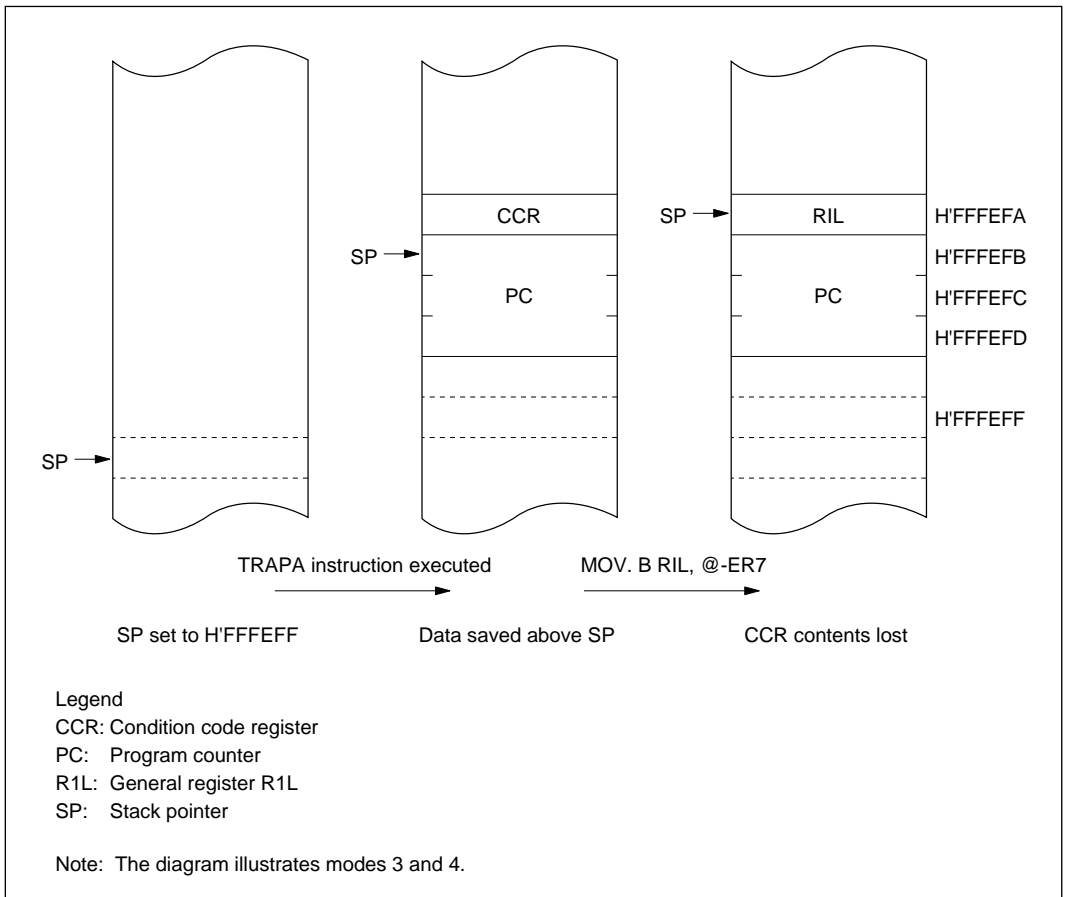 CCR
SP
RIL
H'FFFEFA
SP
H'FFFEFB
PC
PC
H'FFFEFC
H'FFFEFD
H'FFFEFF
SP
TRAPA instruction executed
MOV. B RIL, @-ER7
SP set to H'FFFEFF
Data saved above SP
CCR contents lost
Legend
CCR: Condition code register
PC: Program counter
R1L: General register R1L
SP: Stack pointer
Note: The diagram illustrates modes 3 and 4.